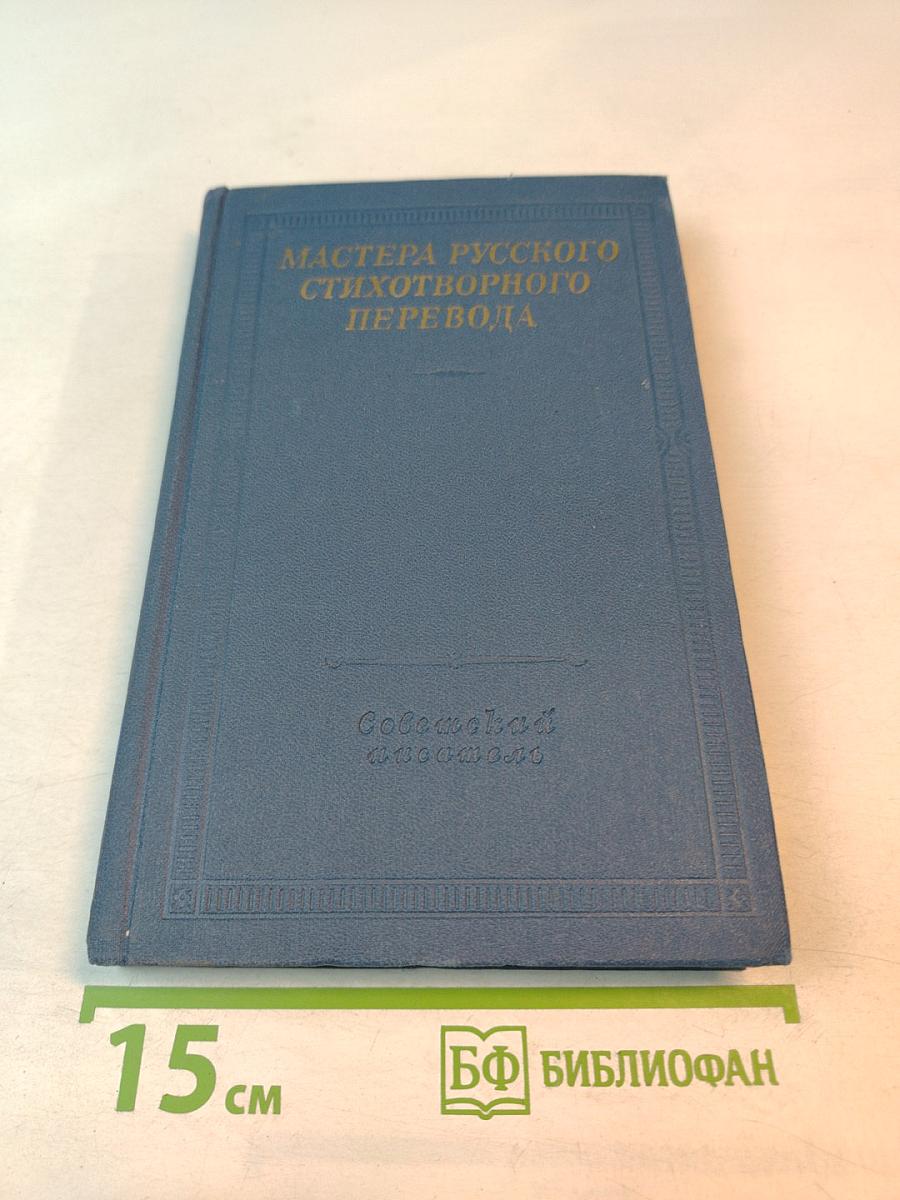 МАСТЕРА РУССКОГО
СТИХОТВОРНОГО
ПЕРЕВОДА
Советский
писатель
15 см
БФ БИБЛИОФАН